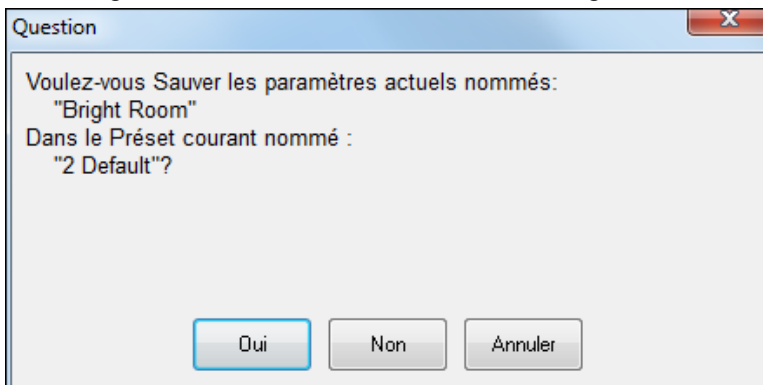 Question
Voulez-vous Sauver les paramètres actuels nommés:
"Bright Room"
Dans le Préset courant nommé :
"2 Default"?
Oui Non Annuler